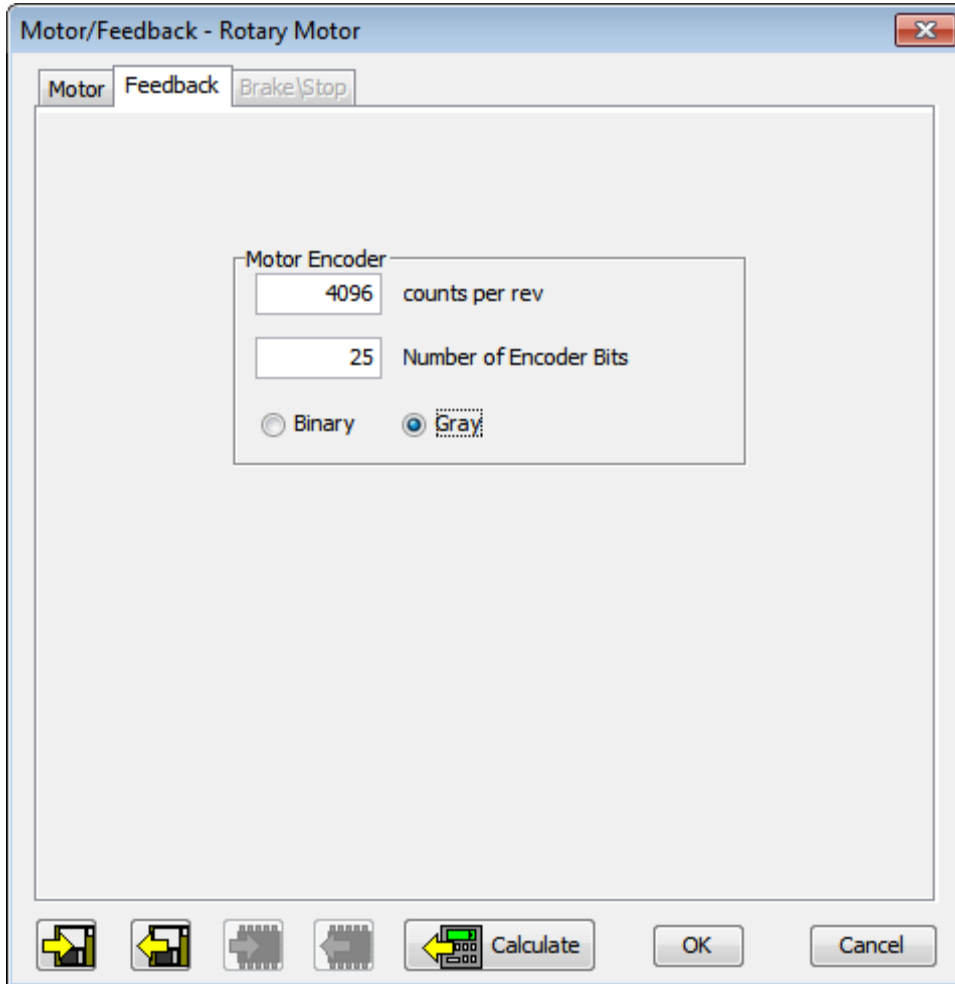 Motor/Feedback - Rotary Motor
Motor Feedback Brake\Stop
Motor Encoder
4096 counts per rev
25 Number of Encoder Bits
Binary Gray
Calculate OK Cancel